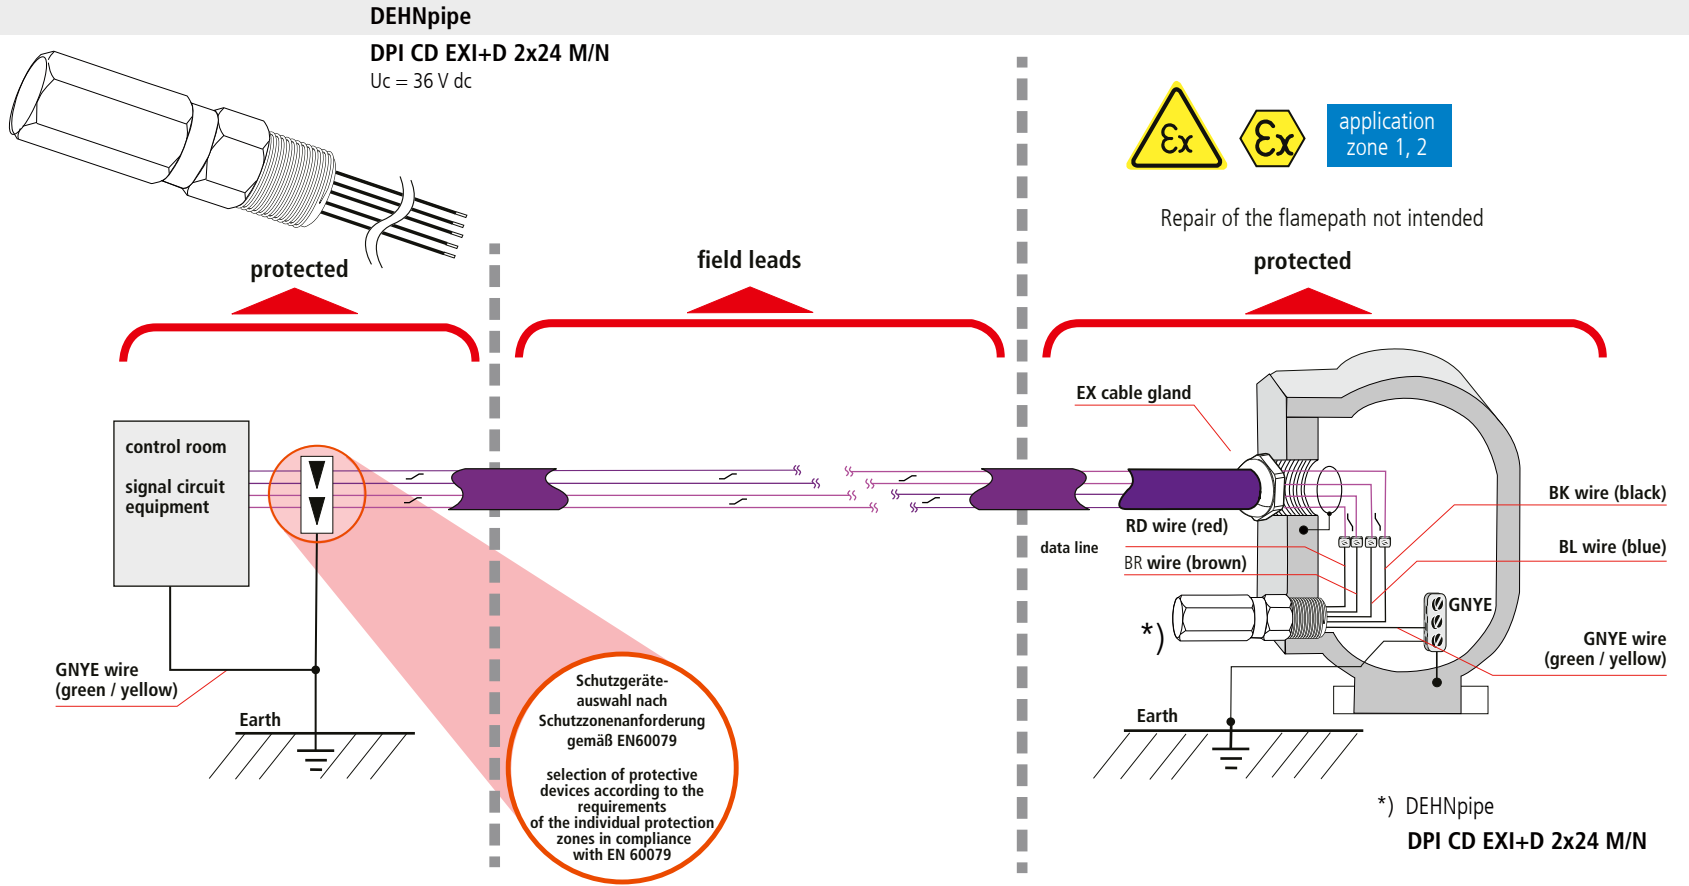 DEHNpipe
DPI CD EXI+D 2x24 M/N
Uc = 36 V dc
Ex
Ex
application
zone 1, 2
Repair of the flamepath not intended
protected
field leads
protected
EX cable gland
control room
signal circuit
equipment
BK wire (black)
RD wire (red)
data line
BR wire (brown)
BL wire (blue)
GNYE
*)
GNYE wire
(green / yellow)
GNYE wire
(green / yellow)
Earth
Earth
Schutzgeräte-
auswahl nach
Schutzzonenanforderung
gemäß EN60079
selection of protective
devices according to the
requirements
of the individual protection
zones in compliance
with EN 60079
*) DEHNpipe
DPI CD EXI+D 2x24 M/N